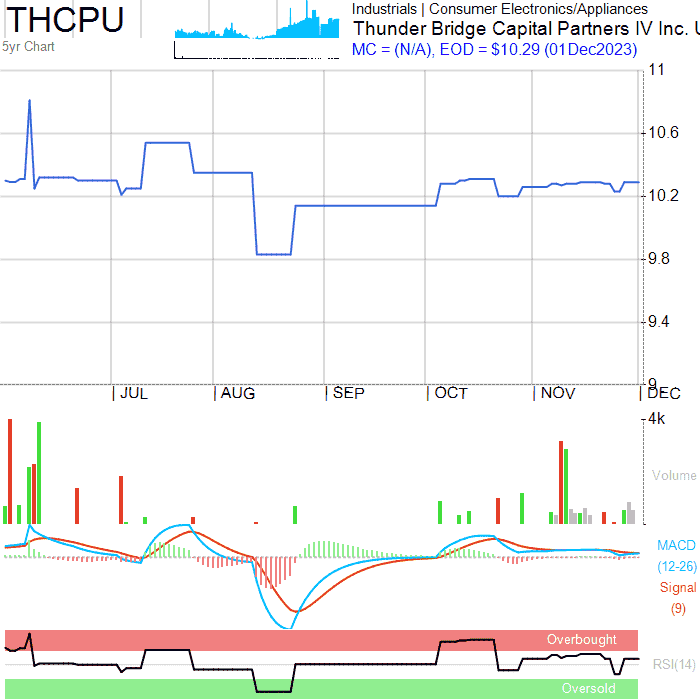 THCPU
5yr Chart
Industrials | Consumer Electronics/Appliances
Thunder Bridge Capital Partners IV Inc. U
MC = (N/A), EOD = $10.29 (01Dec2023)
11
10.6
10.2
9.8
9.4
9
JUL AUG SEP OCT NOV DEC
4k
Volume
MACD
(12-26)
Signal
(9)
Overbought
RSI(14)
Oversold